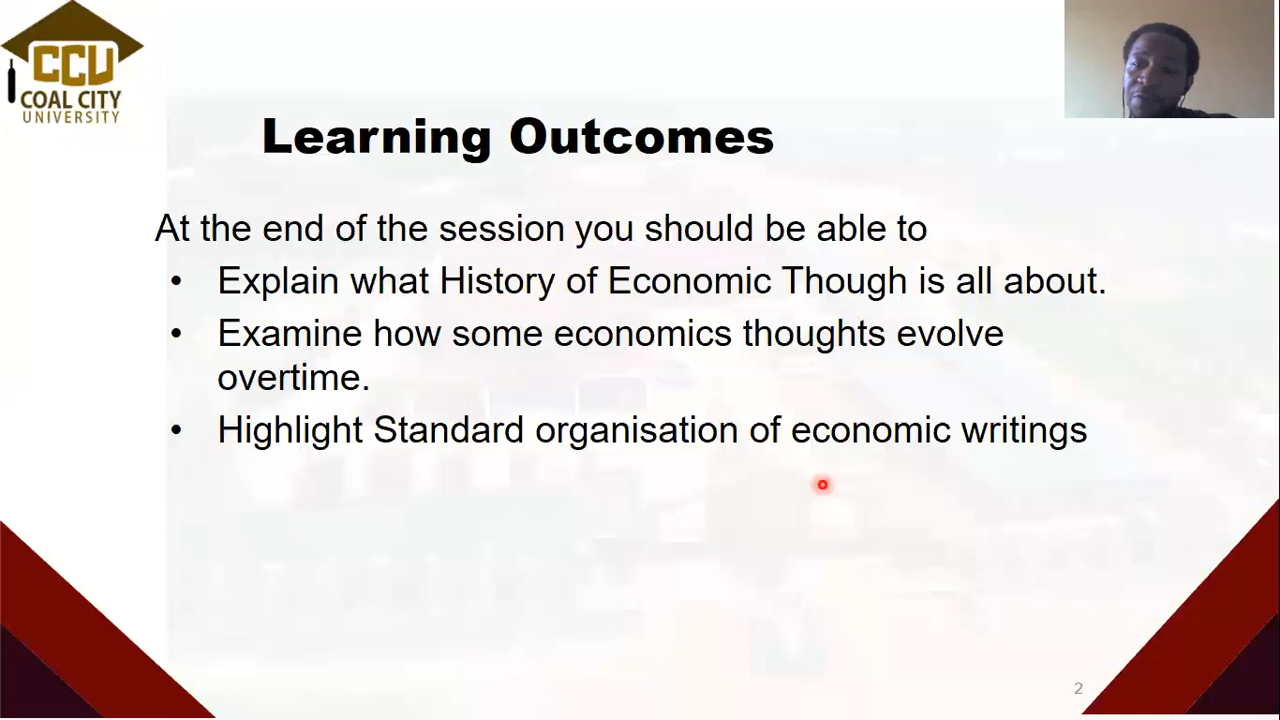 CCU
COAL CITY
UNIVERSITY
Learning Outcomes
At the end of the session you should be able to
• Explain what History of Economic Though is all about.
• Examine how some economics thoughts evolve
overtime.
• Highlight Standard organisation of economic writings
2